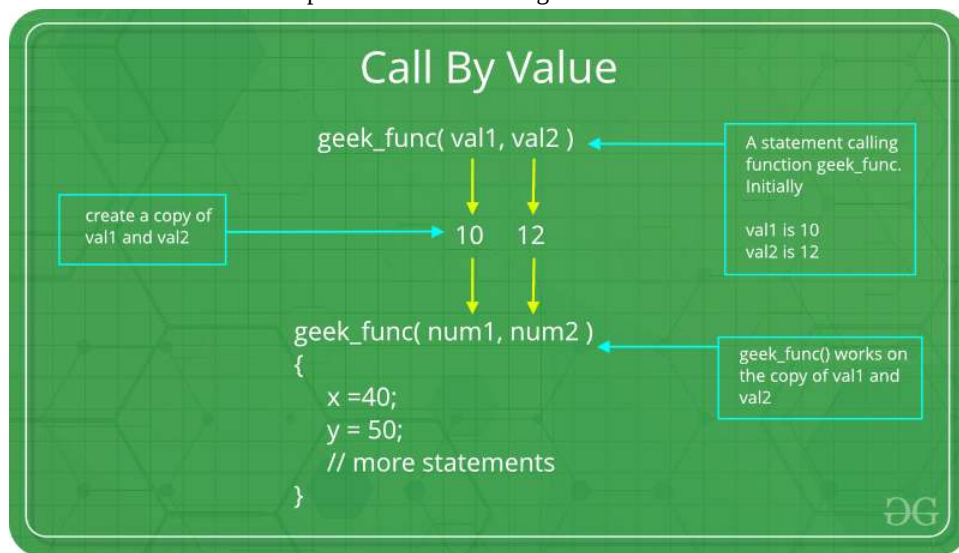 Call By Value
geek_func( val1, val2 )
A statement calling
function geek_func.
Initially
val1 is 10
val2 is 12
create a copy of
val1 and val2
10 12
geek_func( num1, num2 )
{
x =40;
y = 50;
// more statements
}
geek_func() works on
the copy of val1 and
val2